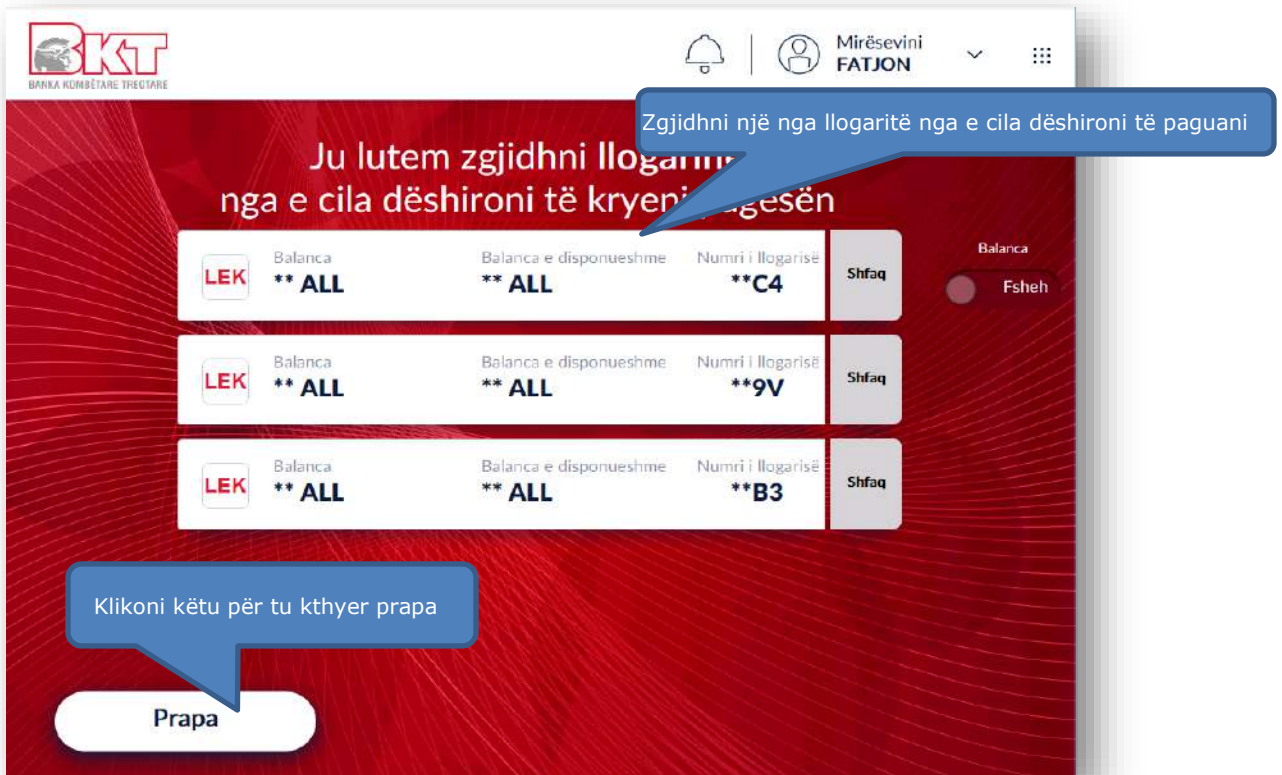 BKT
BANKA KOMBËTARE TREGTARE
Mirësevini
FATJON
Zgjidhni një nga llogaritë nga e cila dëshironi të paguani
Ju lutem zgjidhni
nga e cila dëshironi të
Balanca Balanca e disponueshme Numri i llogarisë
LEK ** ALL ** ALL **C4 Shfaq
Balanca
Fsheh
Balanca Balanca e disponueshme Numri i llogarisë
LEK ** ALL ** ALL **9V Shfaq
Balanca Balanca e disponueshme Numri i llogarisë
LEK ** ALL ** ALL **B3 Shfaq
Klikoni këtu për tu kthyer prapa
Prapa